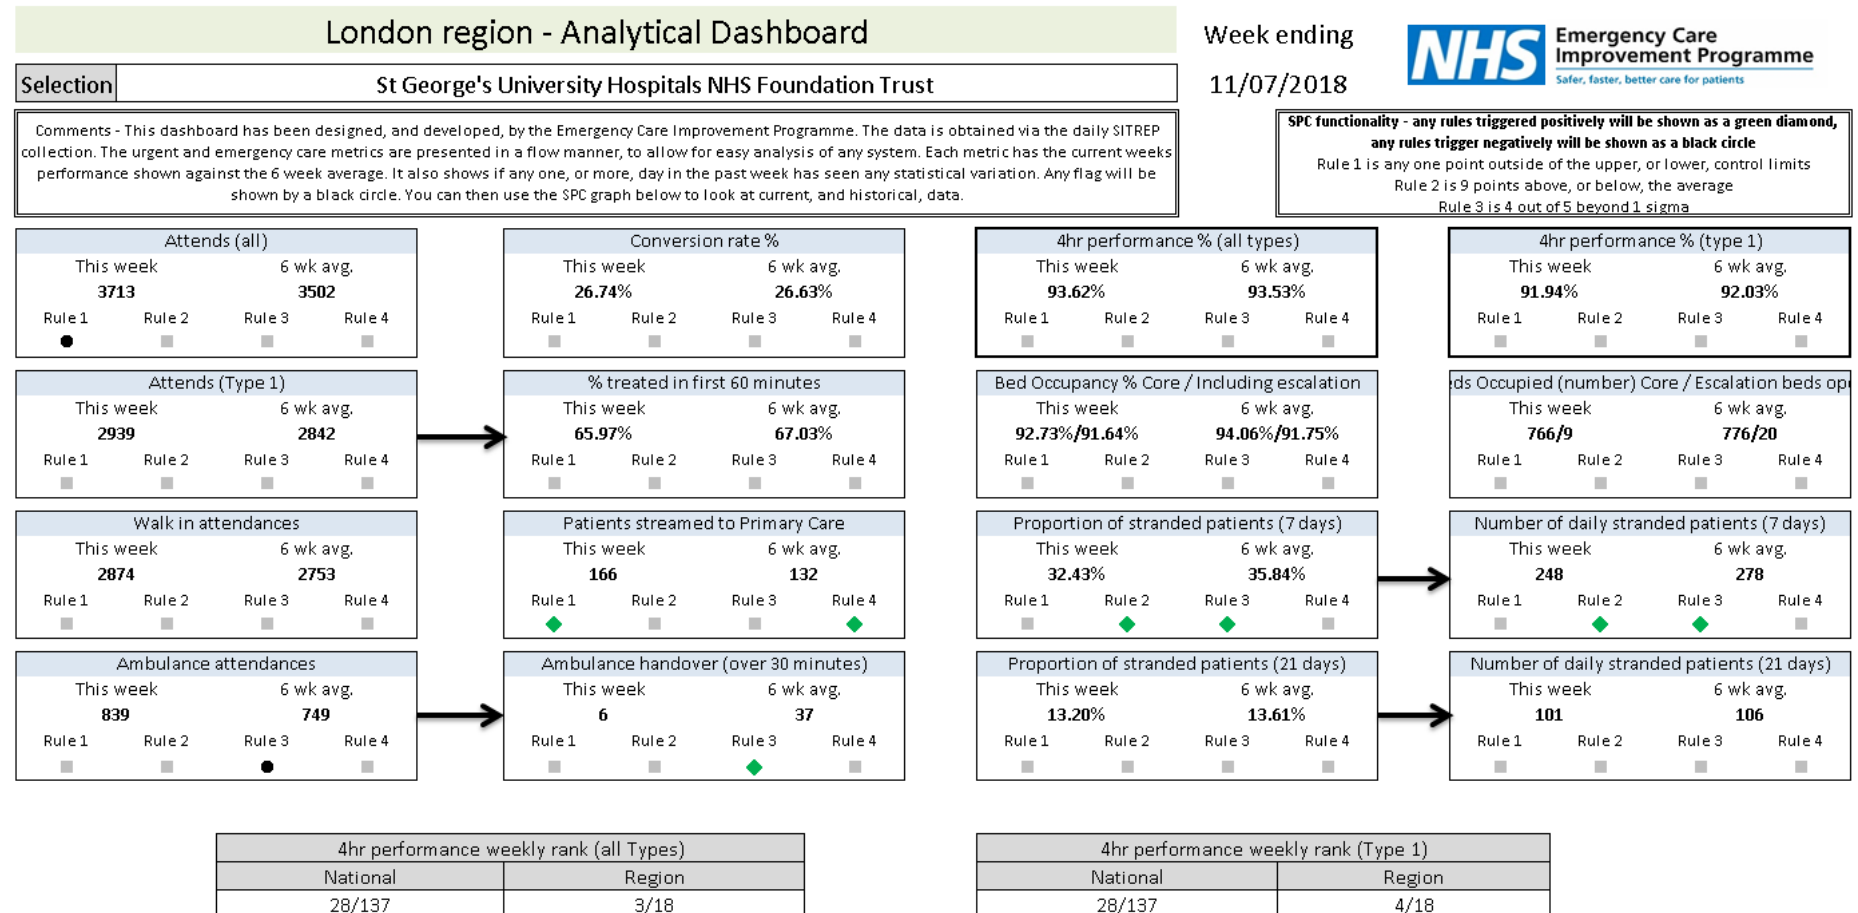 London region - Analytical Dashboard
Week ending
NHS
Emergency Care
Improvement Programme
Safer, faster, better care for patients
Selection
St George's University Hospitals NHS Foundation Trust
11/07/2018
Comments - This dashboard has been designed, and developed, by the Emergency Care Improvement Programme. The data is obtained via the daily SITREP
collection. The urgent and emergency care metrics are presented in a flow manner, to allow for easy analysis of any system. Each metric has the current weeks
performance shown against the 6 week average. It also shows if any one, or more, day in the past week has seen any statistical variation. Any flag will be
shown by a black circle. You can then use the SPC graph below to look at current, and historical, data.
SPC functionality - any rules triggered positively will be shown as a green diamond,
any rules trigger negatively will be shown as a black circle
Rule 1 is any one point outside of the upper, or lower, control limits
Rule 2 is 9 points above, or below, the average
Rule 3 is 4 out of 5 beyond 1 sigma
Attends (all)
This week 6 wk avg.
3713 3502
Rule 1 Rule 2 Rule 3 Rule 4
Conversion rate %
This week 6 wk avg.
26.74% 26.63%
Rule 1 Rule 2 Rule 3 Rule 4
4hr performance % (all types)
This week 6 wk avg.
93.62% 93.53%
Rule 1 Rule 2 Rule 3 Rule 4
4hr performance % (type 1)
This week 6 wk avg.
91.94% 92.03%
Rule 1 Rule 2 Rule 3 Rule 4
Attends (Type 1)
This week 6 wk avg.
2939 2842
Rule 1 Rule 2 Rule 3 Rule 4
% treated in first 60 minutes
This week 6 wk avg.
65.97% 67.03%
Rule 1 Rule 2 Rule 3 Rule 4
Bed Occupancy % Core / Including escalation
This week 6 wk avg.
92.73%/91.64% 94.06%/91.75%
Rule 1 Rule 2 Rule 3 Rule 4
ds Occupied (number) Core / Escalation beds op
This week 6 wk avg.
766/9 776/20
Rule 1 Rule 2 Rule 3 Rule 4
Walk in attendances
This week 6 wk avg.
2874 2753
Rule 1 Rule 2 Rule 3 Rule 4
Patients streamed to Primary Care
This week 6 wk avg.
166 132
Rule 1 Rule 2 Rule 3 Rule 4
Proportion of stranded patients (7 days)
This week 6 wk avg.
32.43% 35.84%
Rule 1 Rule 2 Rule 3 Rule 4
Number of daily stranded patients (7 days)
This week 6 wk avg.
248 278
Rule 1 Rule 2 Rule 3 Rule 4
Ambulance attendances
This week 6 wk avg.
839 749
Rule 1 Rule 2 Rule 3 Rule 4
Ambulance handover (over 30 minutes)
This week 6 wk avg.
6 37
Rule 1 Rule 2 Rule 3 Rule 4
Proportion of stranded patients (21 days)
This week 6 wk avg.
13.20% 13.61%
Rule 1 Rule 2 Rule 3 Rule 4
Number of daily stranded patients (21 days)
This week 6 wk avg.
101 106
Rule 1 Rule 2 Rule 3 Rule 4
4hr performance weekly rank (all Types)
National Region
28/137 3/18
4hr performance weekly rank (Type 1)
National Region
28/137 4/18